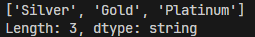 ['Silver', 'Gold', 'Platinum']
Length: 3, dtype: string